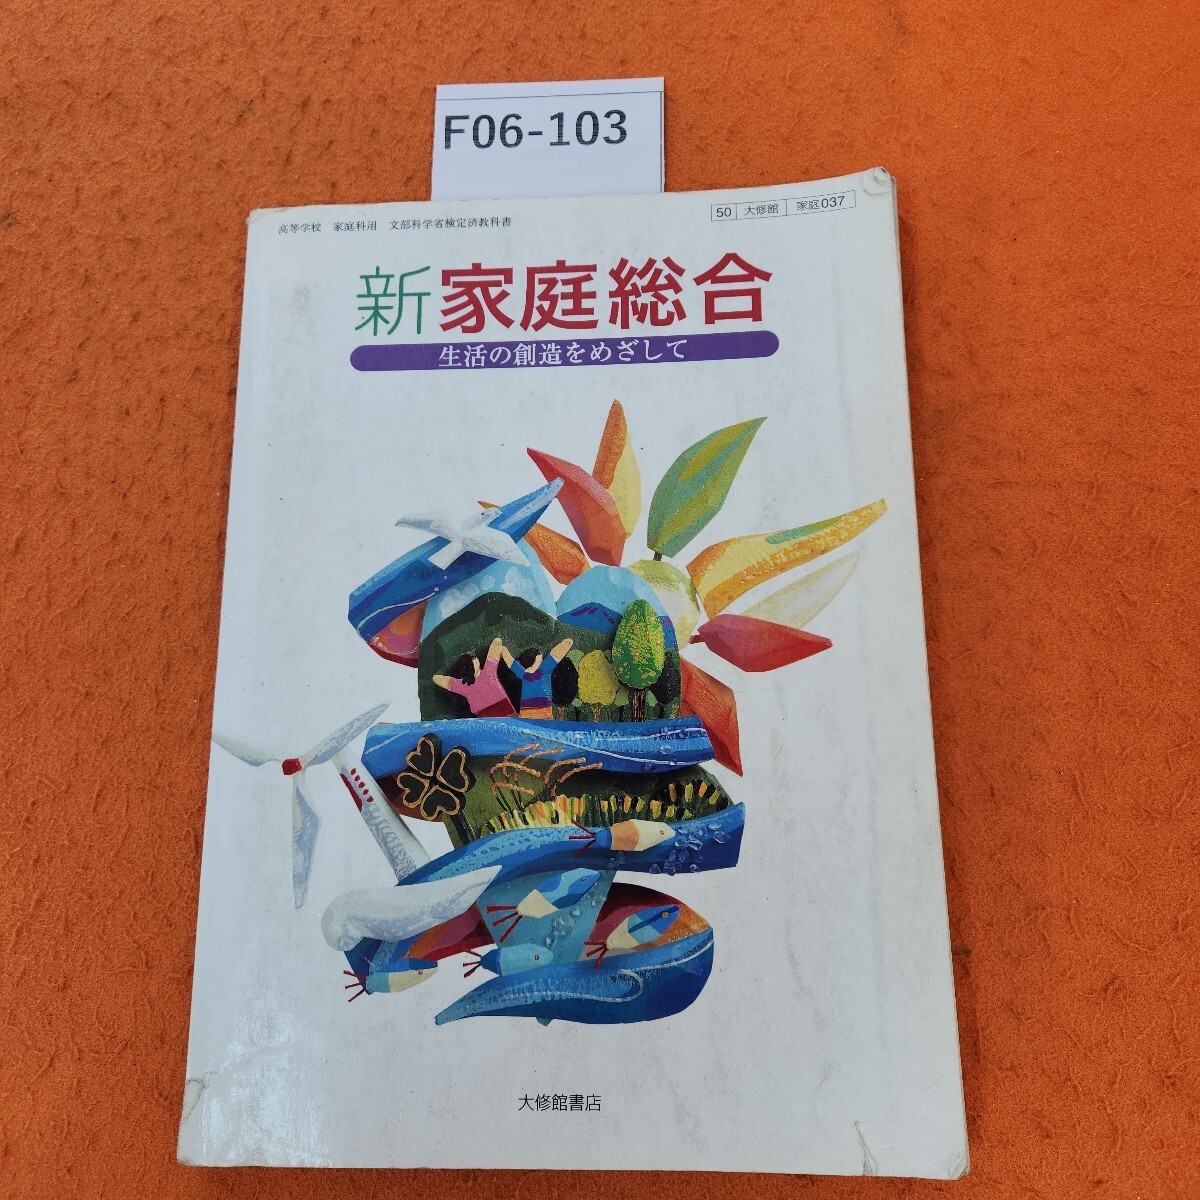 F06-103
高等学校 家庭科用 文部科学省検定済教科書
50 大修館 家庭037
新家庭総合
生活の創造をめざして
大修館書店